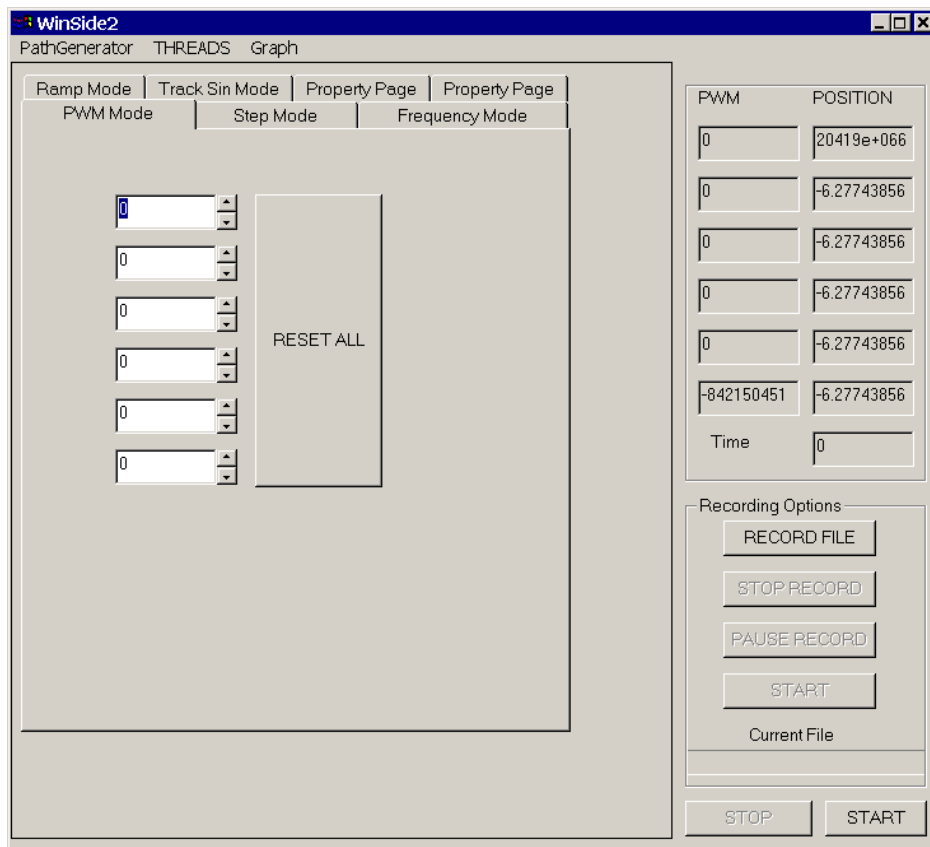 WinSide2
PathGenerator THREADS Graph
Ramp Mode Track Sin Mode Property Page Property Page
PWM Mode Step Mode Frequency Mode
0
0
0
0
0
0
RESET ALL
PWM POSITION
0 20419e+066
0 -6.27743856
0 -6.27743856
0 -6.27743856
0 -6.27743856
-842150451 -6.27743856
Time 0
Recording Options
RECORD FILE
STOP RECORD
PAUSE RECORD
START
Current File
STOP START